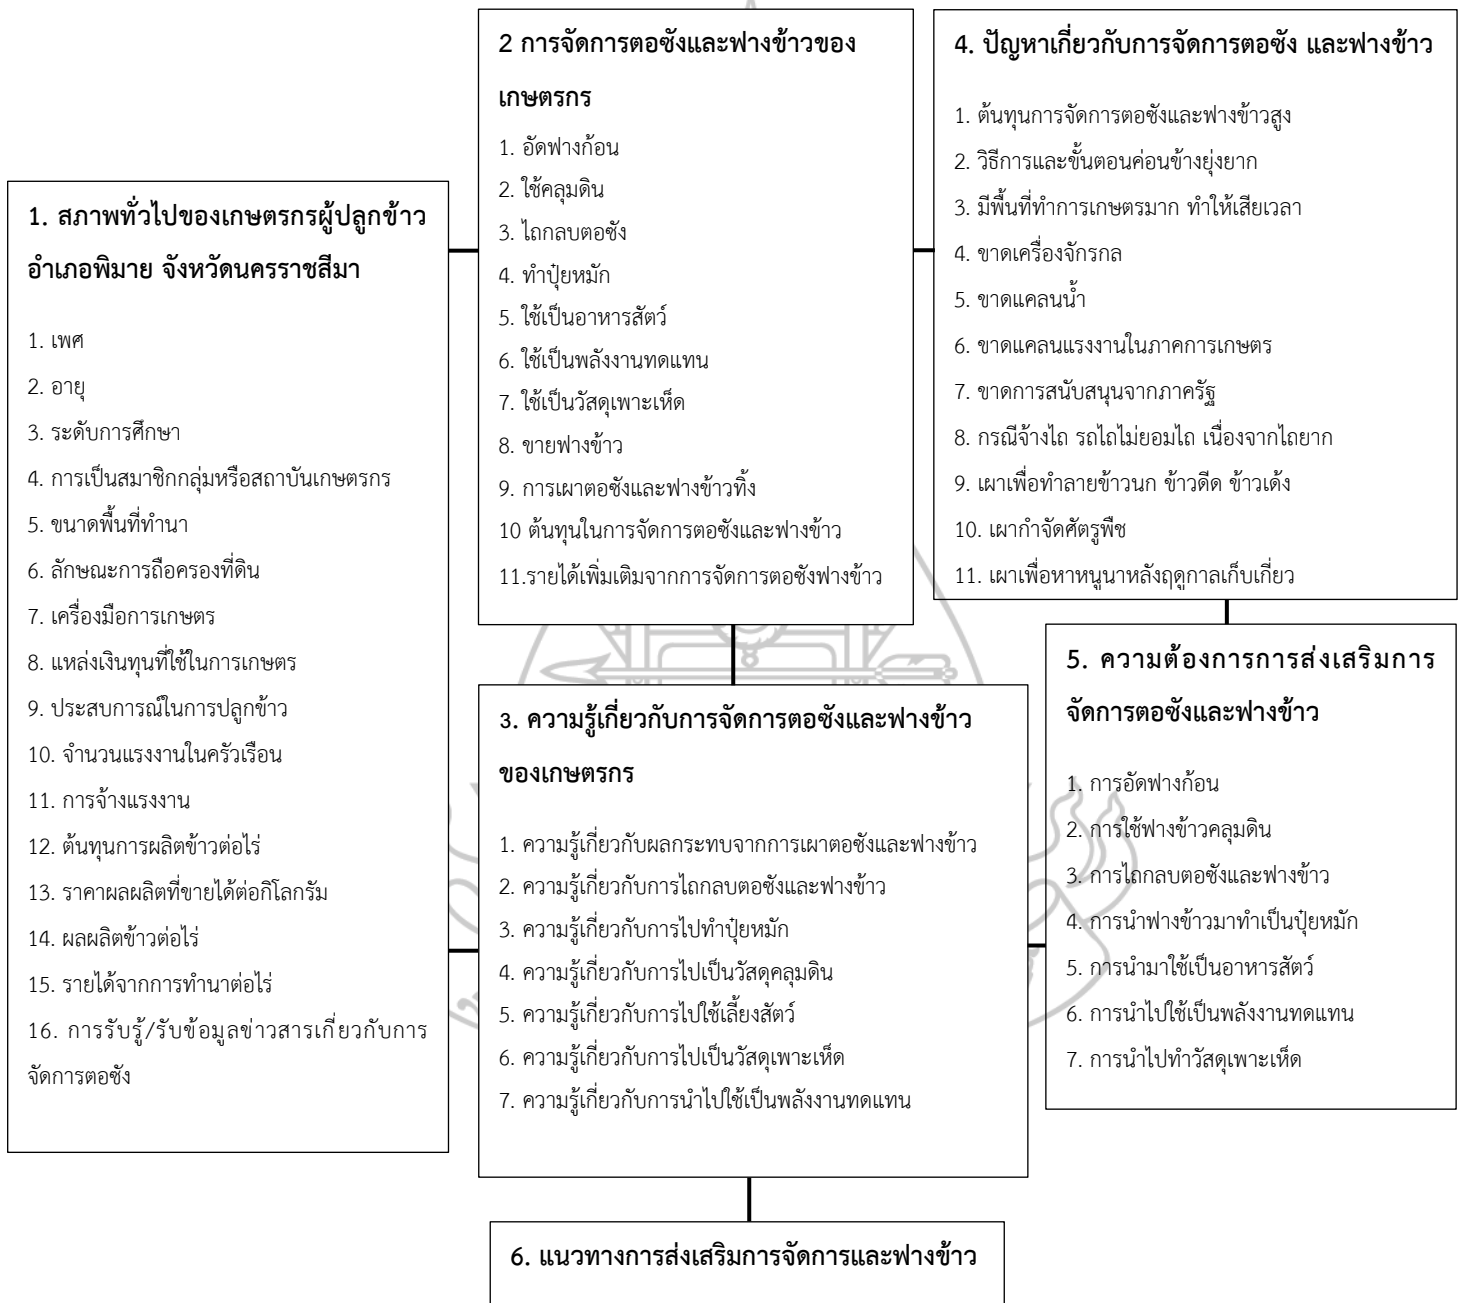 1. สภาพทั่วไปของเกษตรกรผู้ปลูกข้าว
อำเภอพิมาย จังหวัดนครราชสีมา
1. เพศ
2. อายุ
3. ระดับการศึกษา
4. การเป็นสมาชิกกลุ่มหรือสถาบันเกษตรกร
5. ขนาดพื้นที่ทำนา
6. ลักษณะการถือครองที่ดิน
7. เครื่องมือการเกษตร
8. แหล่งเงินทุนที่ใช้ในการเกษตร
9. ประสบการณ์ในการปลูกข้าว
10. จำนวนแรงงานในครัวเรือน
11. การจ้างแรงงาน
12. ต้นทุนการผลิตข้าวต่อไร่
13. ราคาผลผลิตที่ขายได้ต่อกิโลกรัม
14. ผลผลิตข้าวต่อไร่
15. รายได้จากการทำนาต่อไร่
16. การรับรู้/รับข้อมูลข่าวสารเกี่ยวกับการ
จัดการตอซัง
2 การจัดการตอซังและฟางข้าวของ
เกษตรกร
1. อัดฟางก้อน
2. ใช้คลุมดิน
3. ไถกลบตอซัง
4. ทำปุ๋ยหมัก
5. ใช้เป็นอาหารสัตว์
6. ใช้เป็นพลังงานทดแทน
7. ใช้เป็นวัสดุเพาะเห็ด
8. ขายฟางข้าว
9. การเผาตอซังและฟางข้าวทิ้ง
10 ต้นทุนในการจัดการตอซังและฟางข้าว
11.รายได้เพิ่มเติมจากการจัดการตอซังฟางข้าว
3. ความรู้เกี่ยวกับการจัดการตอซังและฟางข้าว
ของเกษตรกร
1. ความรู้เกี่ยวกับผลกระทบจากการเผาตอซังและฟางข้าว
2. ความรู้เกี่ยวกับการไถกลบตอซังและฟางข้าว
3. ความรู้เกี่ยวกับการไปทำปุ๋ยหมัก
4. ความรู้เกี่ยวกับการไปเป็นวัสดุคลุมดิน
5. ความรู้เกี่ยวกับการไปใช้เลี้ยงสัตว์
6. ความรู้เกี่ยวกับการไปเป็นวัสดุเพาะเห็ด
7. ความรู้เกี่ยวกับการนำไปใช้เป็นพลังงานทดแทน
4. ปัญหาเกี่ยวกับการจัดการตอซัง และฟางข้าว
1. ต้นทุนการจัดการตอซังและฟางข้าวสูง
2. วิธีการและขั้นตอนค่อนข้างยุ่งยาก
3. มีพื้นที่ทำการเกษตรมาก ทำให้เสียเวลา
4. ขาดเครื่องจักรกล
5. ขาดแคลนน้ำ
6. ขาดแคลนแรงงานในภาคการเกษตร
7. ขาดการสนับสนุนจากภาครัฐ
8. กรณีจ้างไถ รถไถไม่ยอมไถ เนื่องจากไถยาก
9. เผาเพื่อทำลายข้าวนก ข้าวดีด ข้าวเด้ง
10. เผากำจัดศัตรูพืช
11. เผาเพื่อหาหนูนาหลังฤดูกาลเก็บเกี่ยว
5. ความต้องการการส่งเสริมการ
จัดการตอซังและฟางข้าว
1. การอัดฟางก้อน
2. การใช้ฟางข้าวคลุมดิน
3. การไถกลบตอซังและฟางข้าว
4. การนำฟางข้าวมาทำเป็นปุ๋ยหมัก
5. การนำมาใช้เป็นอาหารสัตว์
6. การนำไปใช้เป็นพลังงานทดแทน
7. การนำไปทำวัสดุเพาะเห็ด
6. แนวทางการส่งเสริมการจัดการและฟางข้าว